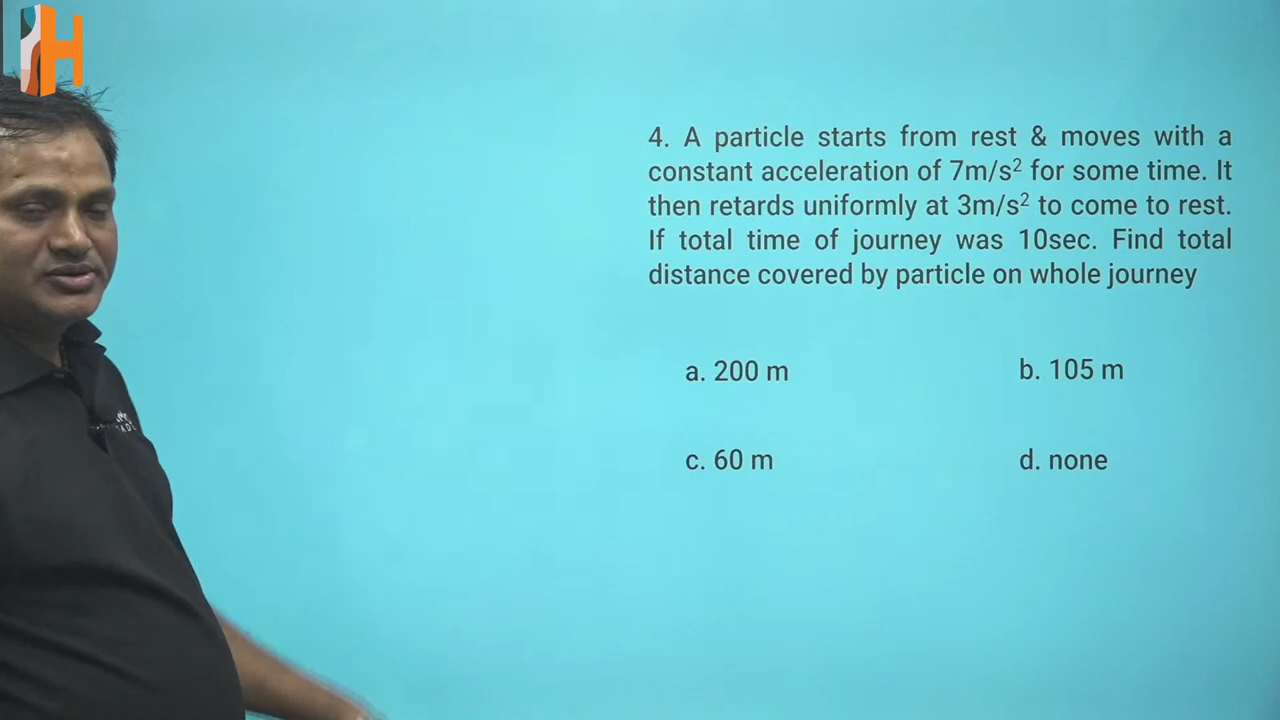 4. A particle starts from rest & moves with a
constant acceleration of 7m/s² for some time. It
then retards uniformly at 3m/s² to come to rest.
If total time of journey was 10sec. Find total
distance covered by particle on whole journey
a. 200 m
b. 105 m
c. 60 m
d. none